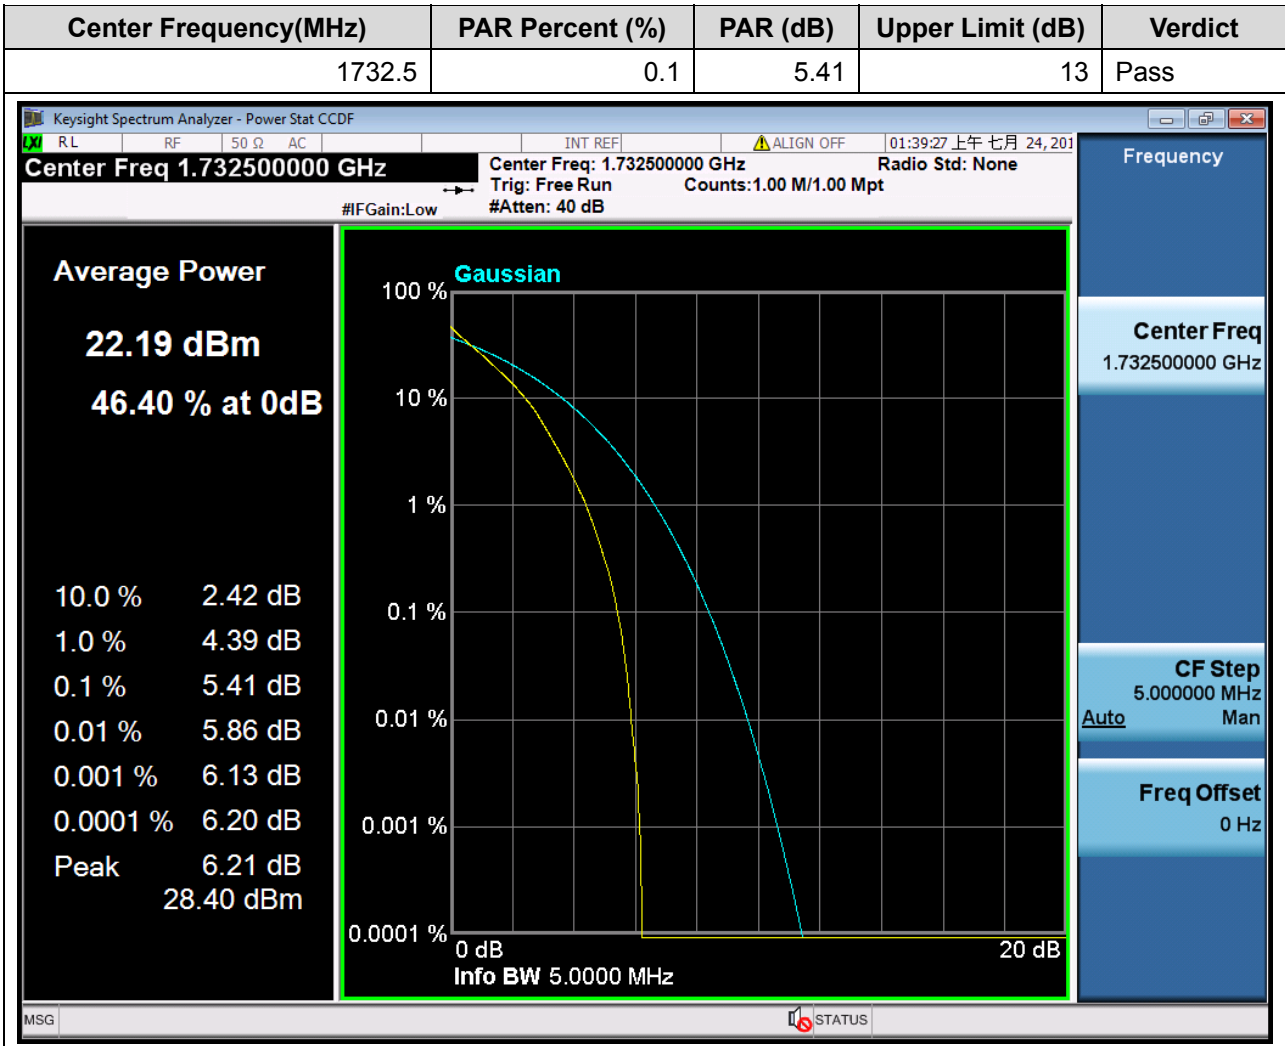 Center Frequency(MHz) PAR Percent (%) PAR (dB) Upper Limit (dB) Verdict
1732.5 0.1 5.41 13 Pass
Keysight Spectrum Analyzer - Power Stat CCDF
LXI RL RF 50 Ω AC INT REF ALIGN OFF 01:39:27 上午 七月 24, 201
Center Freq 1.732500000 GHz
Center Freq: 1.732500000 GHz Radio Std: None
Trig: Free Run Counts:1.00 M/1.00 Mpt
#IFGain:Low #Atten: 40 dB
Average Power
22.19 dBm
46.40 % at 0dB
10.0 % 2.42 dB
1.0 % 4.39 dB
0.1 % 5.41 dB
0.01 % 5.86 dB
0.001 % 6.13 dB
0.0001 % 6.20 dB
Peak 6.21 dB
28.40 dBm
Gaussian
100 %
10 %
1 %
0.1 %
0.01 %
0.001 %
0.0001 %
0 dB 20 dB
Info BW 5.0000 MHz
Frequency
Center Freq
1.732500000 GHz
CF Step
5.000000 MHz
Auto Man
Freq Offset
0 Hz
MSG STATUS